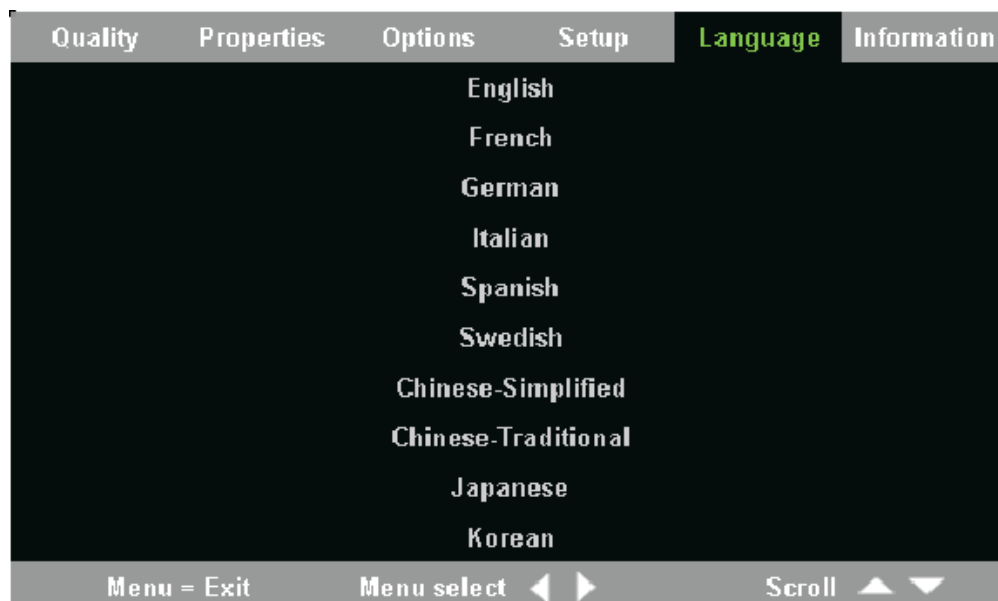 Quality Properties Options Setup Language Information
English
French
German
Italian
Spanish
Swedish
Chinese-Simplified
Chinese-Traditional
Japanese
Korean
Menu = Exit Menu select Scroll